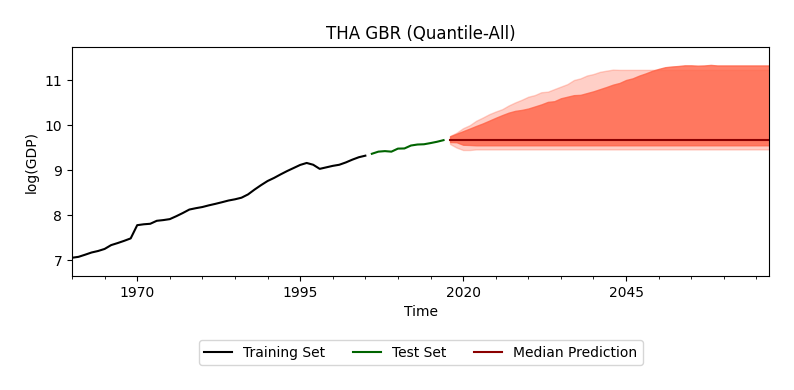 THA GBR (Quantile-All)
log(GDP)
11
10
9
8
7
1970
1995
2020
2045
Time
Training Set
Test Set
Median Prediction